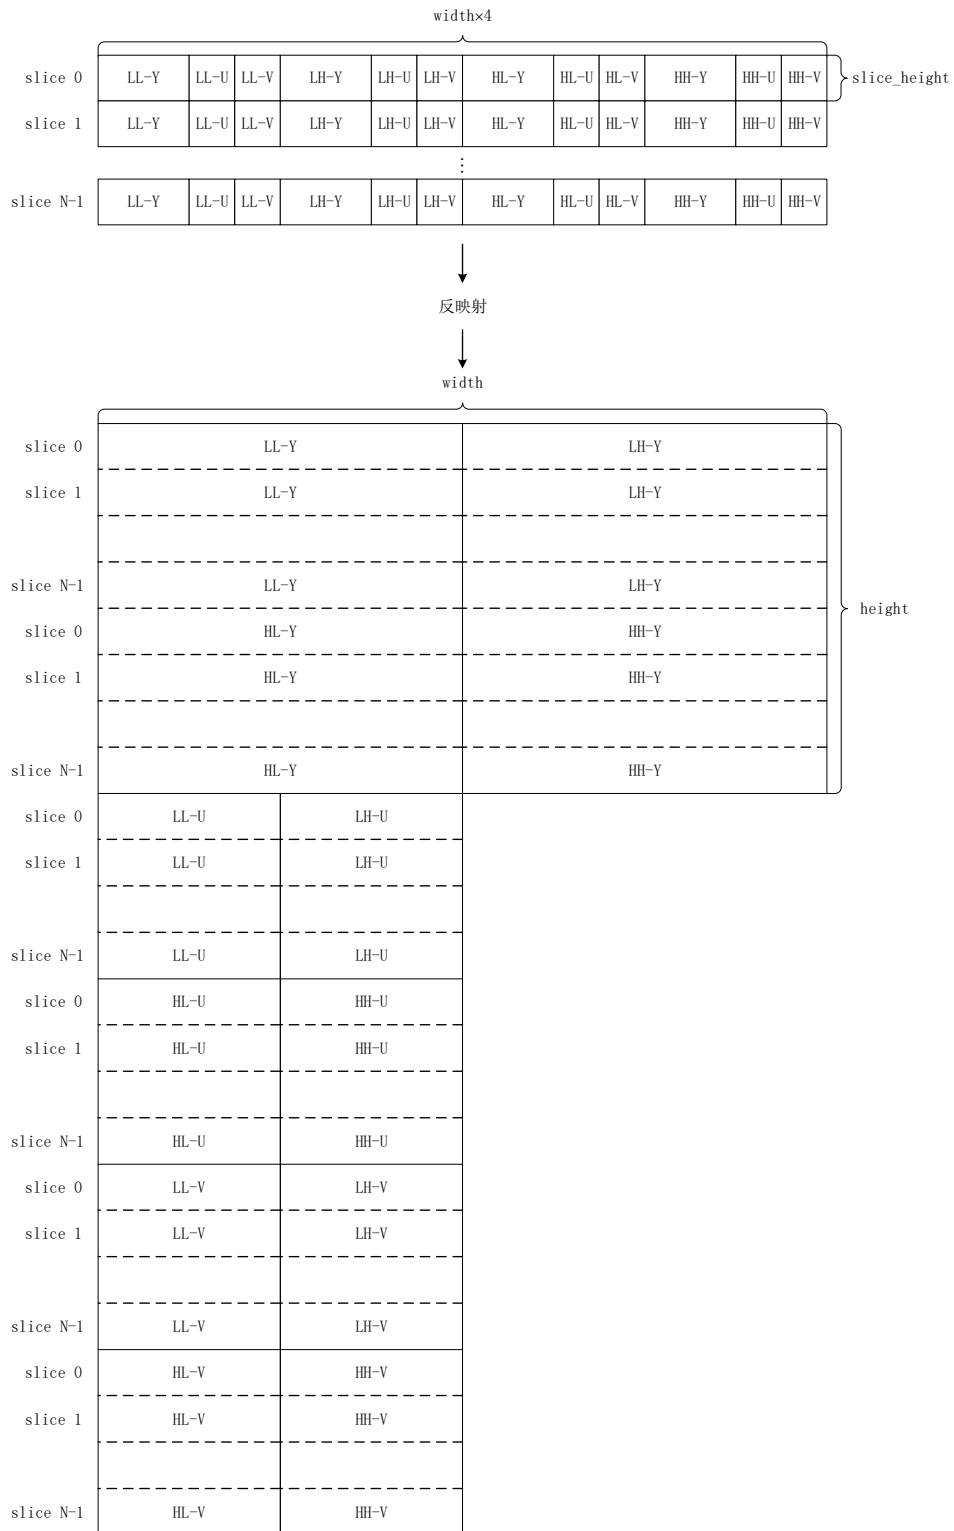 width×4
slice 0 LL-Y LL-U LL-V LH-Y LH-U LH-V HL-Y HL-U HL-V HH-Y HH-U HH-V slice_height
slice 1 LL-Y LL-U LL-V LH-Y LH-U LH-V HL-Y HL-U HL-V HH-Y HH-U HH-V
⋮
slice N-1 LL-Y LL-U LL-V LH-Y LH-U LH-V HL-Y HL-U HL-V HH-Y HH-U HH-V
反映射
width
slice 0 LL-Y LH-Y
slice 1 LL-Y LH-Y
slice N-1 LL-Y LH-Y
height
slice 0 HL-Y HH-Y
slice 1 HL-Y HH-Y
slice N-1 HL-Y HH-Y
slice 0 LL-U LH-U
slice 1 LL-U LH-U
slice N-1 LL-U LH-U
slice 0 HL-U HH-U
slice 1 HL-U HH-U
slice N-1 HL-U HH-U
slice 0 LL-V LH-V
slice 1 LL-V LH-V
slice N-1 LL-V LH-V
slice 0 HL-V HH-V
slice 1 HL-V HH-V
slice N-1 HL-V HH-V